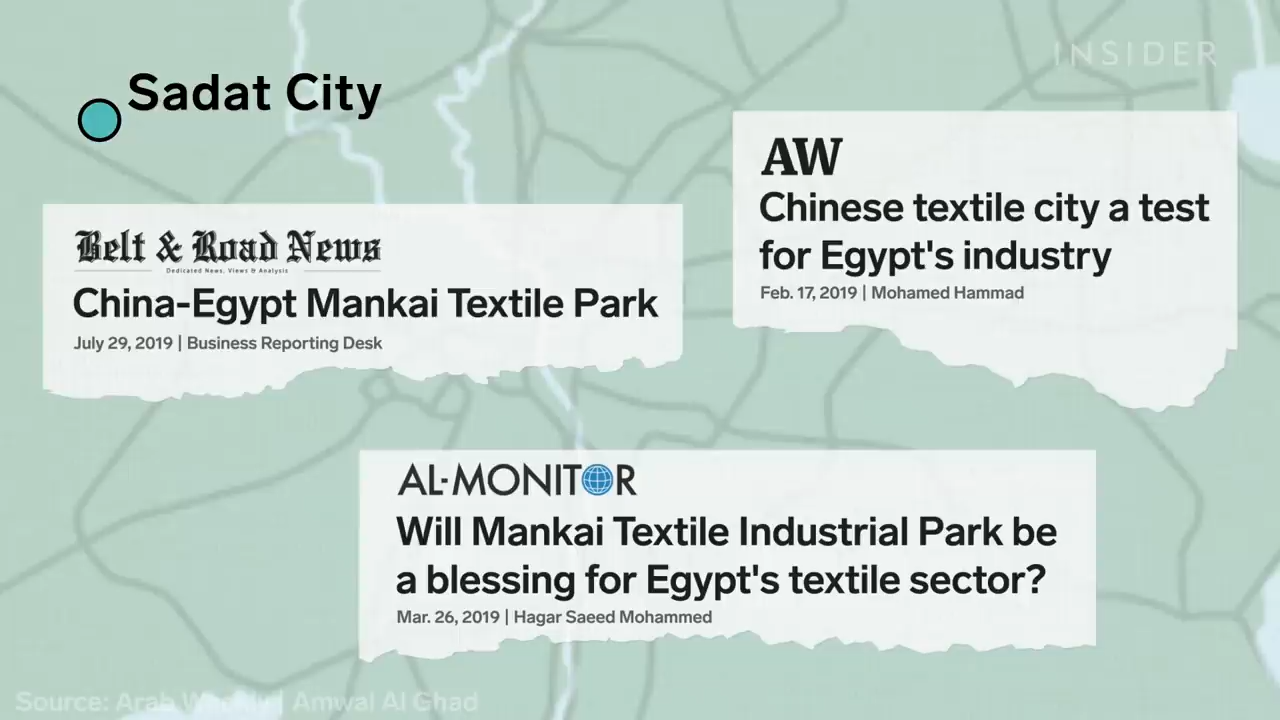 INSIDER
Sadat City
AW
Chinese textile city a test
for Egypt's industry
Feb. 17, 2019 | Mohamed Hammad
Belt & Road News
Dedicated News, Views & Analysis
China-Egypt Mankai Textile Park
July 29, 2019 | Business Reporting Desk
AL-MONITOR
Will Mankai Textile Industrial Park be
a blessing for Egypt's textile sector?
Mar. 26, 2019 | Hagar Saeed Mohammed
Source: Arab Weekly | Amwal Al Ghad